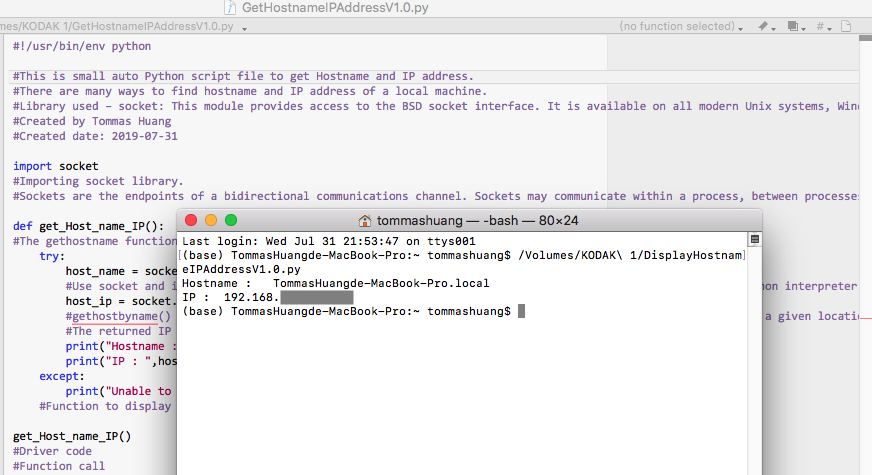 GetHostnameIPAddressV1.0.py
mes/KODAK 1/GetHostnameIPAddressV1.0.py
(no function selected)
#
#!/usr/bin/env python
#This is small auto Python script file to get Hostname and IP address.
#There are many ways to find hostname and IP address of a local machine.
#Library used – socket: This module provides access to the BSD socket interface. It is available on all modern Unix systems, Wind
#Created by Tommas Huang
#Created date: 2019-07-31
import socket
#Importing socket library.
#Sockets are the endpoints of a bidirectional communications channel. Sockets may communicate within a process, between processes
def get_Host_name_IP():
#The gethostname function
try:
host_name = socke
#Use socket and i
host_ip = socket.
#gethostbyname()
#The returned IP
print("Hostname :
print("IP : ",hos
except:
print("Unable to
#Function to display
get_Host_name_IP()
#Driver code
#Function call
on interpreter
a given locatio
tommashuang — -bash — 80×24
Last login: Wed Jul 31 21:53:47 on ttys001
[(base) TommasHuangde-MacBook-Pro:~ tommashuang$ /Volumes/KODAK\ 1/DisplayHostnam]
eIPAddressV1.0.py
Hostname :   TommasHuangde-MacBook-Pro.local
IP :  192.168.
(base) TommasHuangde-MacBook-Pro:~ tommashuang$